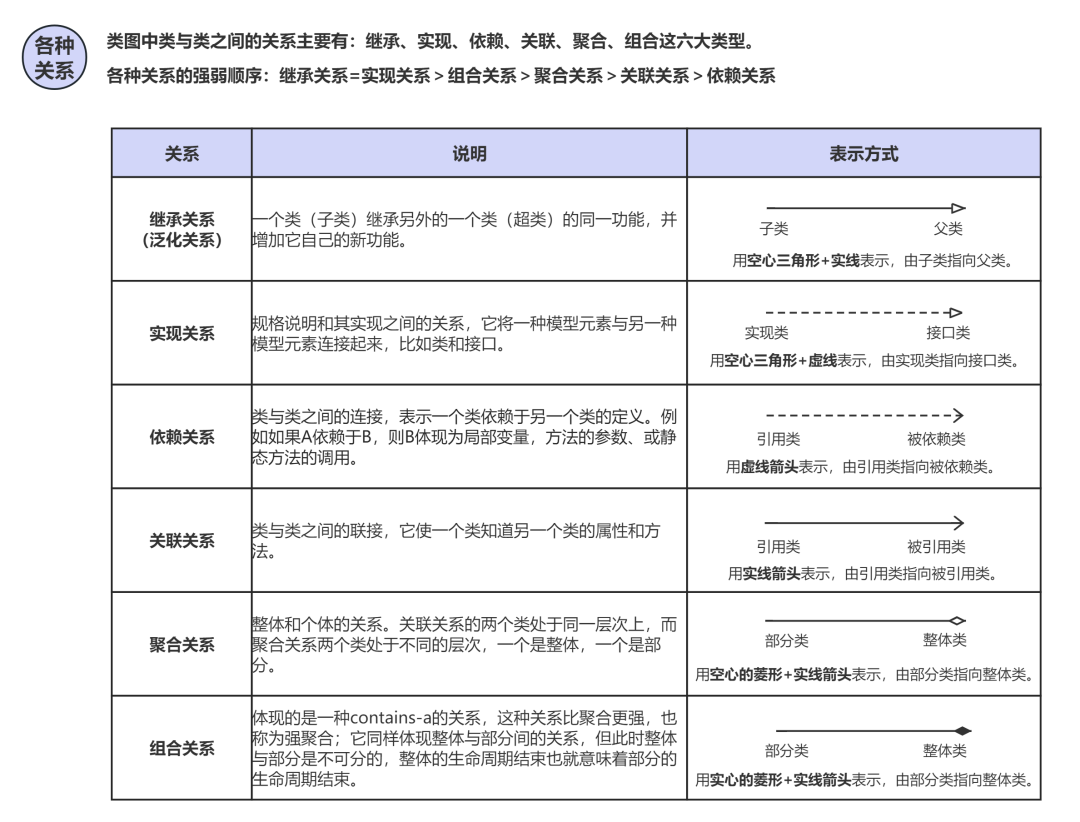 各种
关系
类图中类与类之间的关系主要有：继承、实现、依赖、关联、聚合、组合这六大类型。
各种关系的强弱顺序：继承关系=实现关系＞组合关系＞聚合关系＞关联关系＞依赖关系
关系 说明 表示方式
继承关系
（泛化关系）
一个类（子类）继承另外的一个类（超类）的同一功能，并
增加它自己的新功能。
子类 父类
用空心三角形+实线表示，由子类指向父类。
实现关系
规格说明和其实现之间的关系，它将一种模型元素与另一种
模型元素连接起来，比如类和接口。
实现类 接口类
用空心三角形+虚线表示，由实现类指向接口类。
依赖关系
类与类之间的连接，表示一个类依赖于另一个类的定义。例
如如果A依赖于B，则B体现为局部变量，方法的参数、或静
态方法的调用。
引用类 被依赖类
用虚线箭头表示，由引用类指向被依赖类。
关联关系
类与类之间的联接，它使一个类知道另一个类的属性和方
法。
引用类 被引用类
用实线箭头表示，由引用类指向被引用类。
聚合关系
整体和个体的关系。关联关系的两个类处于同一层次上，而
聚合关系两个类处于不同的层次，一个是整体，一个是部
分。
部分类 整体类
用空心的菱形+实线箭头表示，由部分类指向整体类。
组合关系
体现的是一种contains-a的关系，这种关系比聚合更强，也
称为强聚合；它同样体现整体与部分间的关系，但此时整体
与部分是不可分的，整体的生命周期结束也就意味着部分的
生命周期结束。
部分类 整体类
用实心的菱形+实线箭头表示，由部分类指向整体类。